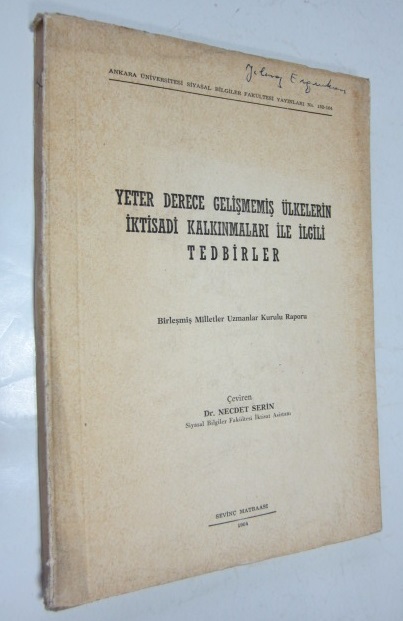 ANKARA ÜNİVERSİTESİ SİYASAL BİLGİLER FAKÜLTESİ YAYINLARI No.
YETER DERECE GELİŞMEMİŞ ÜLKELERİN
İKTİSADİ KALKINMALARI İLE İLGİLİ
TEDBİRLER
Birleşmiş Milletler Uzmanlar Kurulu Raporu
Çeviren
Dr. NECDET SERİN
Siyasal Bilgiler Fakültesi İktisat Asistanı
SEVİNÇ MATBAASI